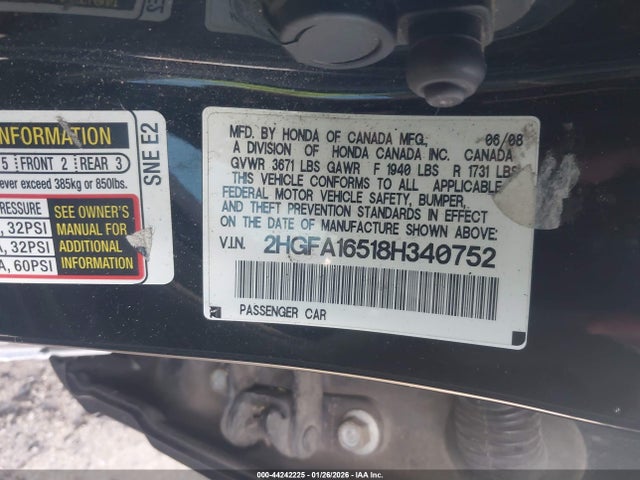 INFORMATION
5 FRONT 2 REAR 3
ever exceed 385kg or 850lbs.
PRESSURE
32PSI
32PSI
60PSI
SEE OWNER'S
MANUAL FOR
ADDITIONAL
INFORMATION
SNE E2
MFD. BY HONDA OF CANADA MFG., 06/08
A DIVISION OF HONDA CANADA INC. CANADA
GVWR 3671 LBS GAWR F 1940 LBS R 1731 LBS
THIS VEHICLE CONFORMS TO ALL APPLICABLE
FEDERAL MOTOR VEHICLE SAFETY, BUMPER,
AND THEFT PREVENTION STANDARDS IN EFFECT
ON THE DATE OF MANUFACTURE SHOWN ABOVE.
V.I.N. 2HGFA16518H340752
PASSENGER CAR
000-44242225 | 01/26/2026 | IAA Inc.